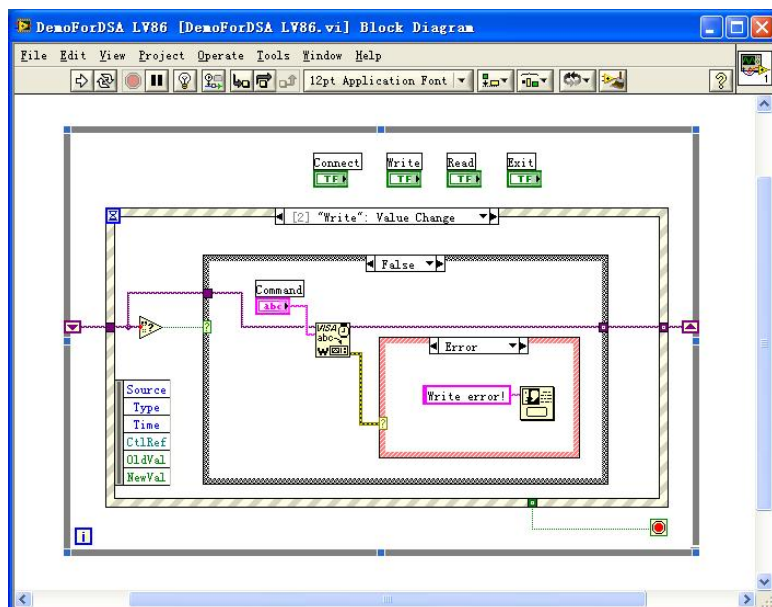 DemoForDSA LV86 [DemoForDSA LV86.vi] Block Diagram
File Edit View Project Operate Tools Window Help
12pt Application Font
?
1
Connect Write Read Exit
TF TF TF TF
[2] "Write": Value Change
False
Command
abc
VISA
abc
W
Error
Write error!
?
?
?
Source
Type
Time
CtlRef
OldVal
NewVal
i